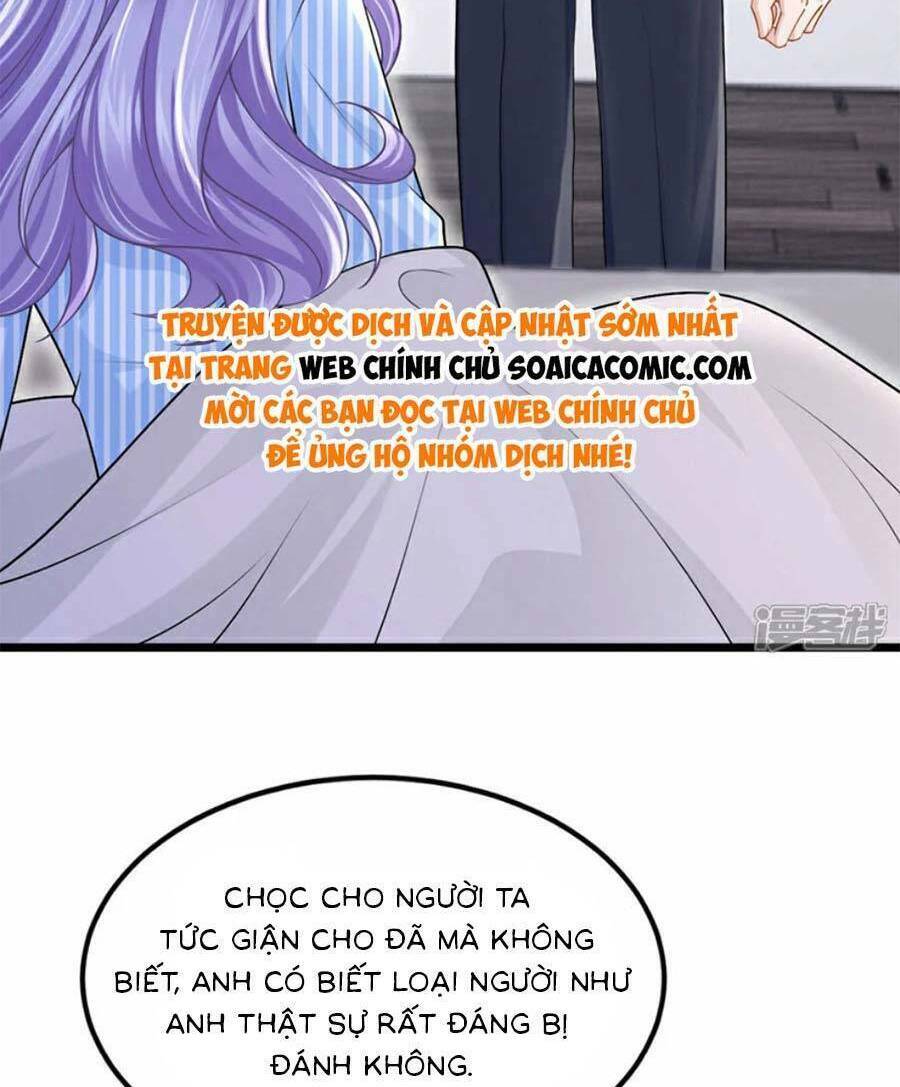 TRUYỆN ĐƯỢC DỊCH VÀ CẬP NHẬT SỚM NHẤT
TẠI TRANG WEB CHÍNH CHỦ SOAICACOMIC.COM
MỜI CÁC BẠN ĐỌC TẠI WEB CHÍNH CHỦ
ĐỂ ỦNG HỘ NHÓM DỊCH NHÉ!
漫客栈
CHỌC CHO NGƯỜI TA
TỨC GIẬN CHO ĐÃ MÀ KHÔNG
BIẾT, ANH CÓ BIẾT LOẠI NGƯỜI NHƯ
ANH THẬT SỰ RẤT ĐÁNG BỊ
ĐÁNH KHÔNG.